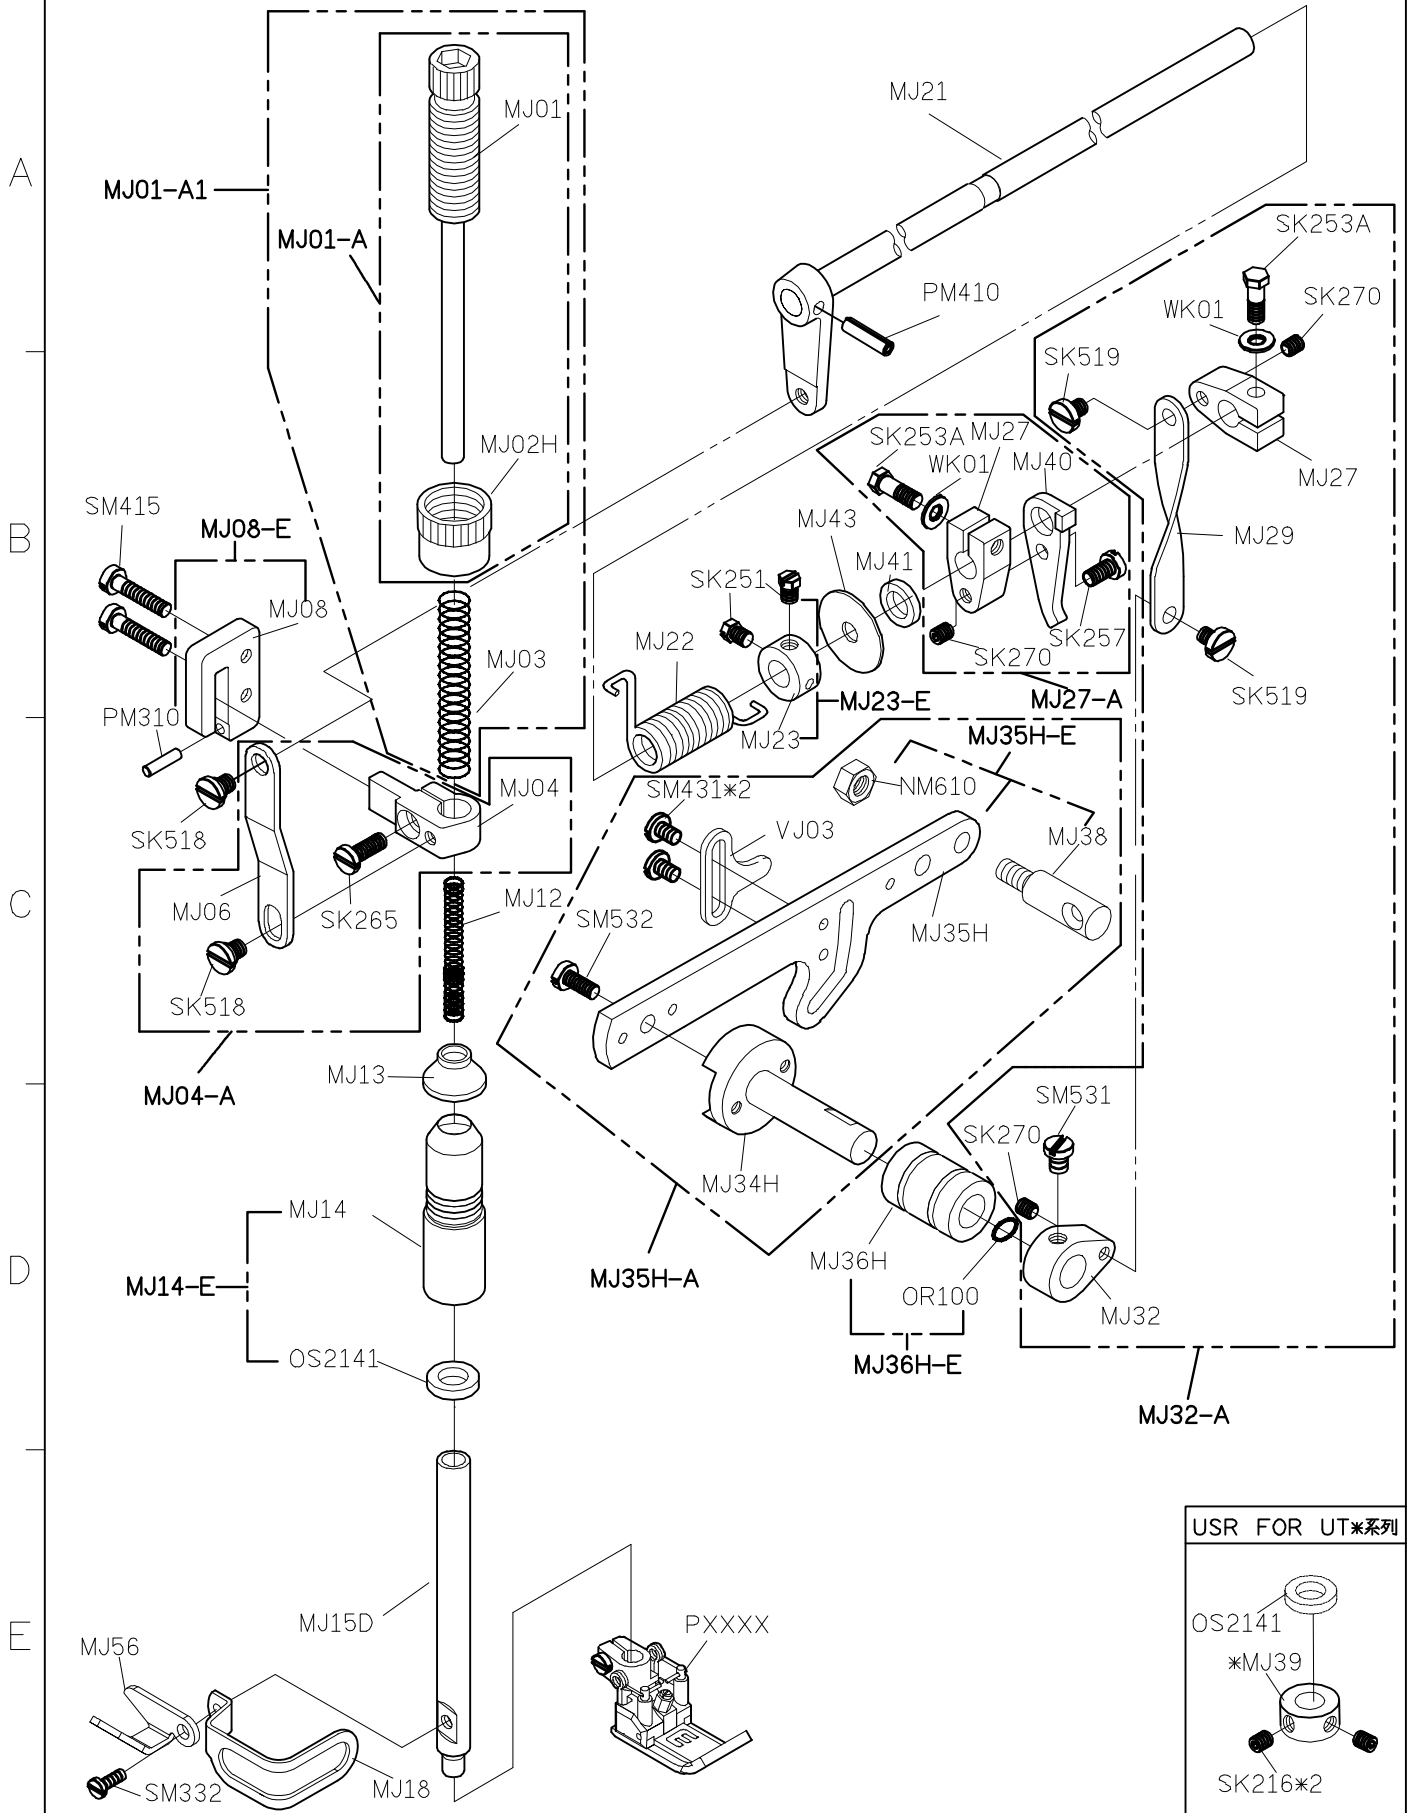 MJ21
MJ01
A
MJ01-A1
MJ01-A
SK253A
PM410
WK01
SK270
SK519
MJ02H
SK253A
MJ27
WK01
MJ40
MJ27
SM415
B
MJ08-E
MJ43
MJ29
MJ41
SK251
MJ08
MJ03
MJ22
SK257
SK270
MJ27-A
SK519
PM310
MJ23-E
MJ23
MJ35H-E
MJ04
SM431*2
NM610
SK518
VJ03
MJ38
C
MJ06
SK265
MJ12
SM532
MJ35H
SK518
MJ13
MJ04-A
SM531
SK270
MJ34H
MJ14
D
MJ14-E
MJ35H-A
MJ36H
OR100
MJ32
OS2141
MJ36H-E
MJ32-A
USR FOR UT*系列
OS2141
E
MJ15D
PXXXX
MJ56
*MJ39
SM332
MJ18
SK216*2
E